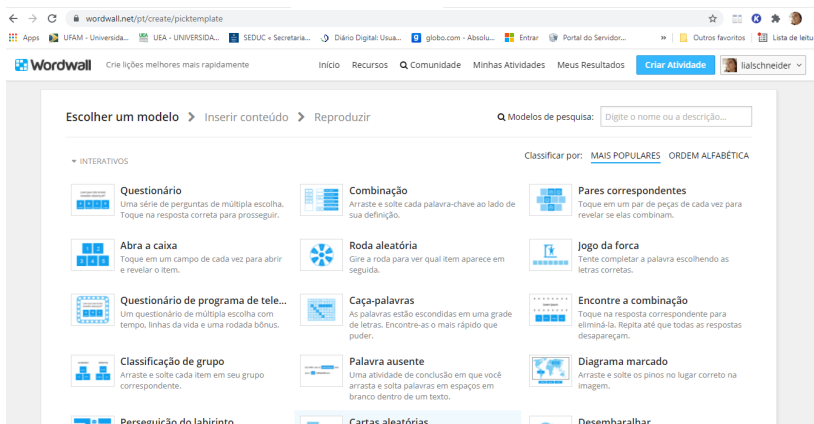 wordwall.net/pt/create/picktemplate
Apps UFAM - Universida... UEA - UNIVERSIDA... SEDUC « Secretaria... Diário Digital: Usua... globo.com - Absolu... Entrar Portal do Servidor... » Outros favoritos Lista de leitu
Wordwall Crie lições melhores mais rapidamente Início Recursos Comunidade Minhas Atividades Meus Resultados Criar Atividade lialschneider
Escolher um modelo Inserir conteúdo Reproduzir Modelos de pesquisa: Digite o nome ou a descrição...
Classificar por: MAIS POPULARES ORDEM ALFABÉTICA
INTERATIVOS
Questionário
Uma série de perguntas de múltipla escolha.
Toque na resposta correta para prosseguir.
Combinação
Arraste e solte cada palavra-chave ao lado de
sua definição.
Pares correspondentes
Toque em um par de peças de cada vez para
revelar se elas combinam.
Abra a caixa
Toque em um campo de cada vez para abrir
e revelar o item.
Roda aleatória
Gire a roda para ver qual item aparece em
seguida.
Jogo da forca
Tente completar a palavra escolhendo as
letras corretas.
Questionário de programa de tele...
Um questionário de múltipla escolha com
tempo, linhas da vida e uma rodada bônus.
Caça-palavras
As palavras estão escondidas em uma grade
de letras. Encontre-as o mais rápido que
puder.
Encontre a combinação
Toque na resposta correspondente para
eliminá-la. Repita até que todas as respostas
desapareçam.
Classificação de grupo
Arraste e solte cada item em seu grupo
correspondente.
Palavra ausente
Uma atividade de conclusão em que você
arrasta e solta palavras em espaços em
branco dentro de um texto.
Diagrama marcado
Arraste e solte os pinos no lugar correto na
imagem.
Perseguição do labirinto
Cartas aleatórias
Desembaralhar